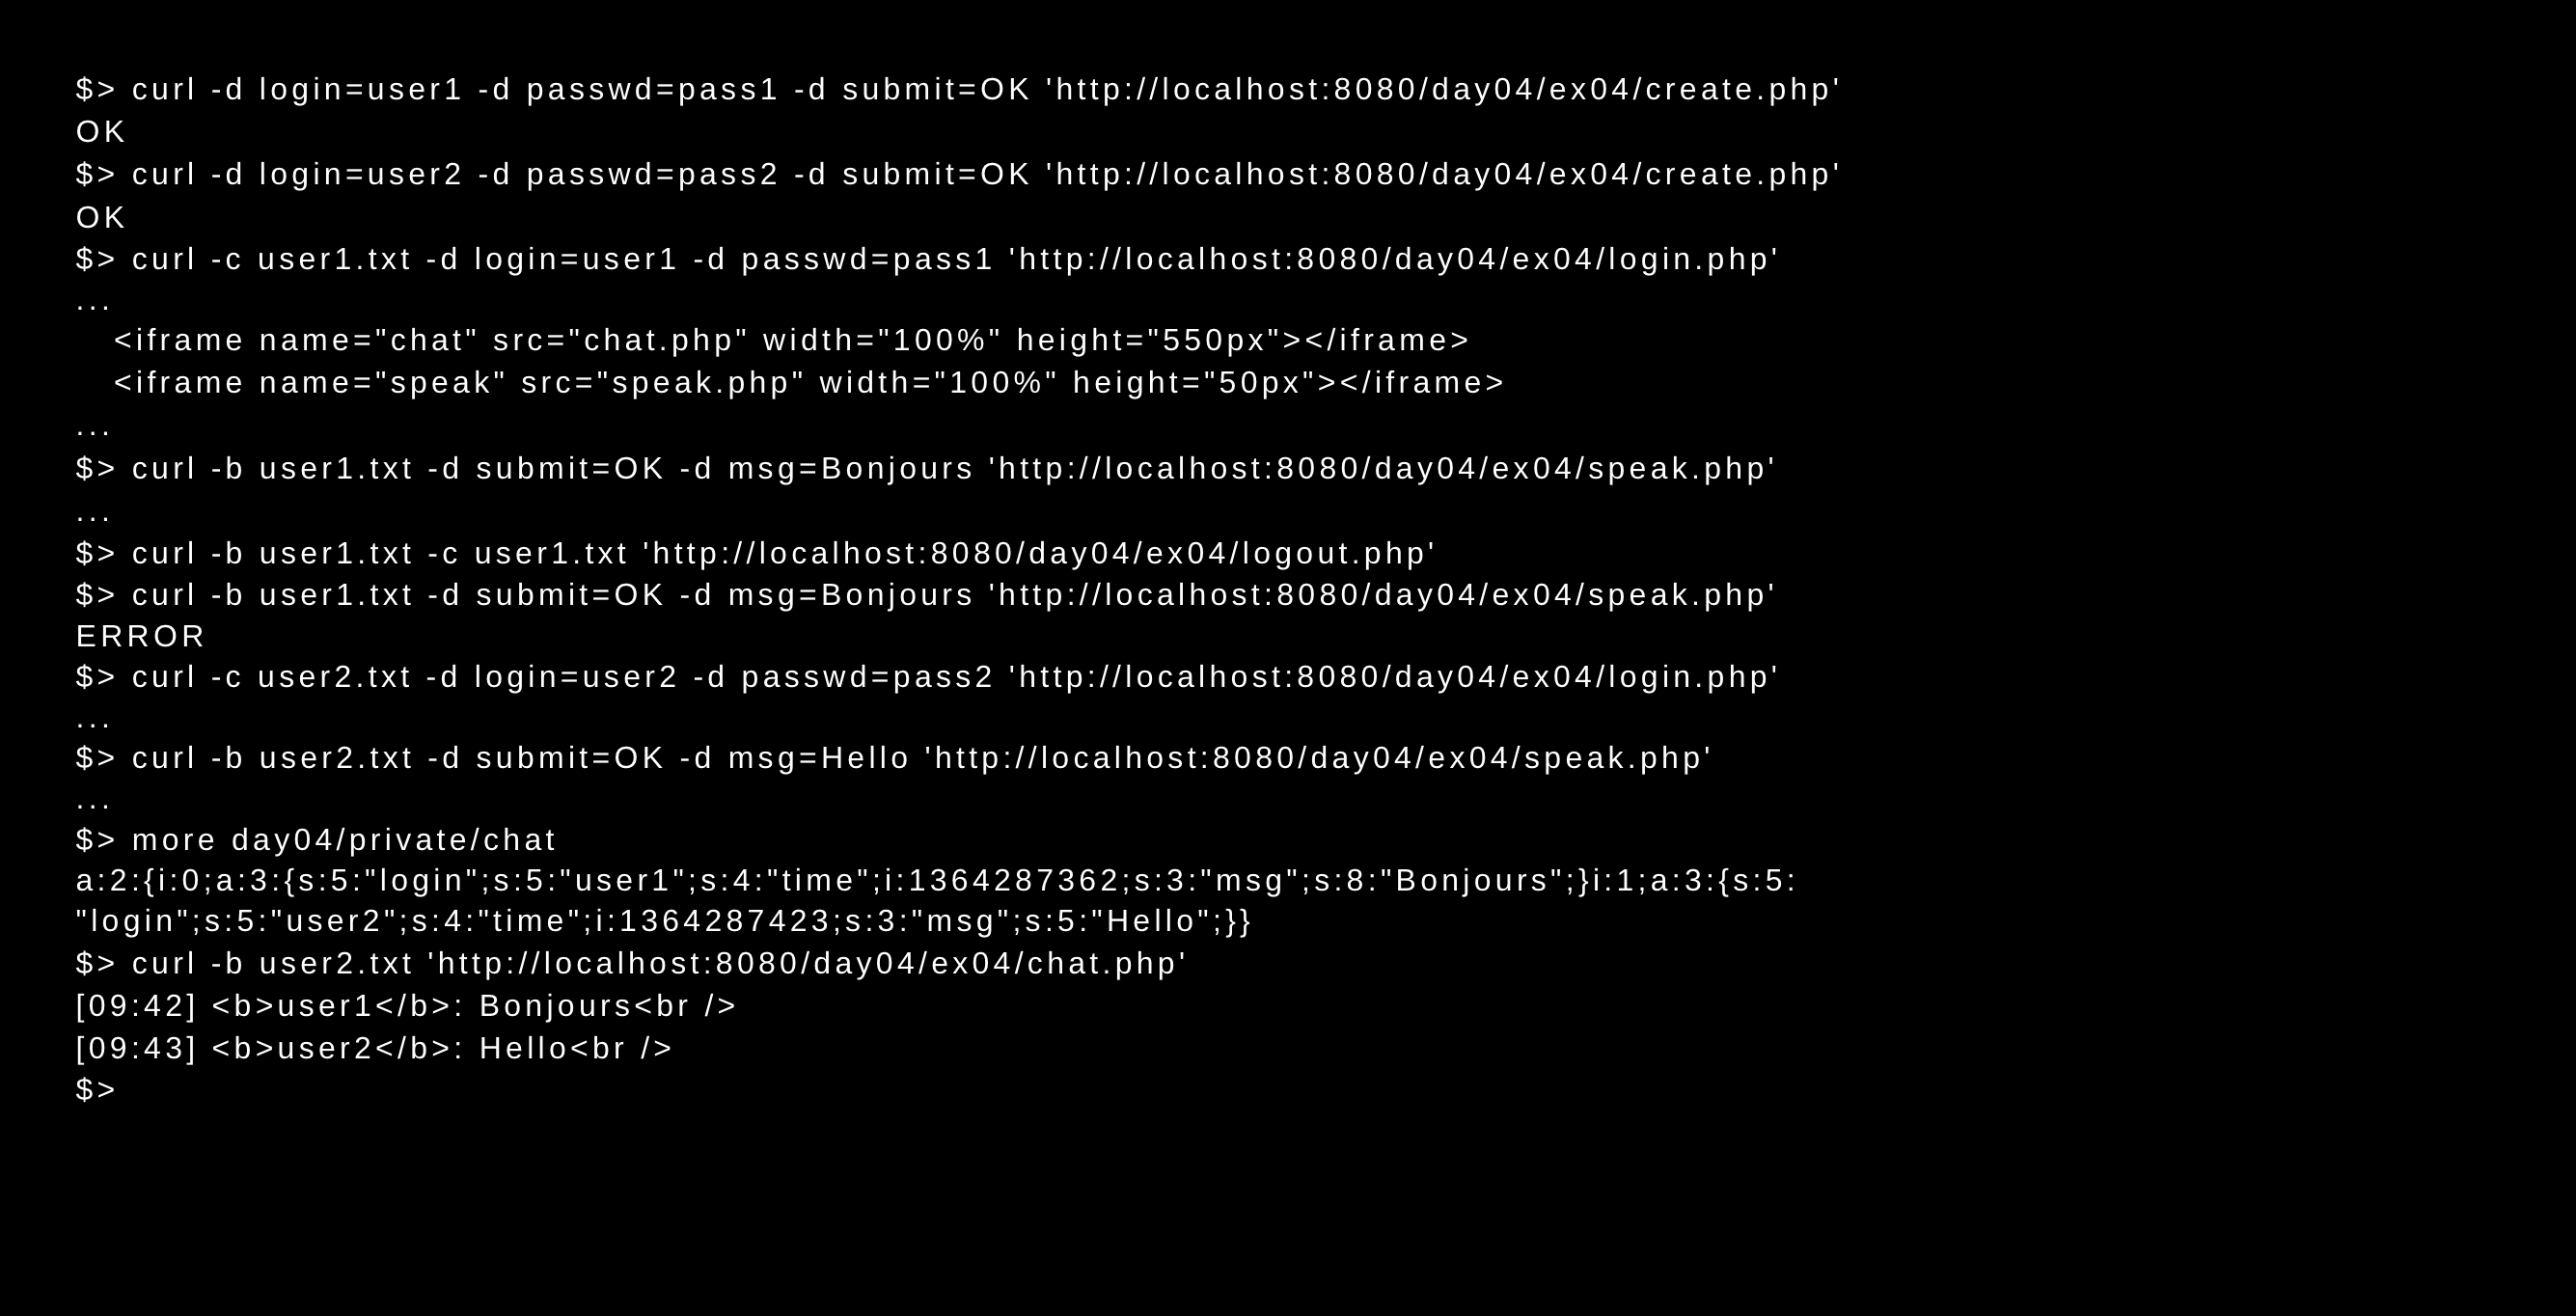 $> curl -d login=user1 -d passwd=pass1 -d submit=OK 'http://localhost:8080/day04/ex04/create.php'
OK
$> curl -d login=user2 -d passwd=pass2 -d submit=OK 'http://localhost:8080/day04/ex04/create.php'
OK
$> curl -c user1.txt -d login=user1 -d passwd=pass1 'http://localhost:8080/day04/ex04/login.php'
...
<iframe name="chat" src="chat.php" width="100%" height="550px"></iframe>
<iframe name="speak" src="speak.php" width="100%" height="50px"></iframe>
...
$> curl -b user1.txt -d submit=OK -d msg=Bonjours 'http://localhost:8080/day04/ex04/speak.php'
...
$> curl -b user1.txt -c user1.txt 'http://localhost:8080/day04/ex04/logout.php'
$> curl -b user1.txt -d submit=OK -d msg=Bonjours 'http://localhost:8080/day04/ex04/speak.php'
ERROR
$> curl -c user2.txt -d login=user2 -d passwd=pass2 'http://localhost:8080/day04/ex04/login.php'
...
$> curl -b user2.txt -d submit=OK -d msg=Hello 'http://localhost:8080/day04/ex04/speak.php'
...
$> more day04/private/chat
a:2:{i:0;a:3:{s:5:"login";s:5:"user1";s:4:"time";i:1364287362;s:3:"msg";s:8:"Bonjours";}i:1;a:3:{s:5:
"login";s:5:"user2";s:4:"time";i:1364287423;s:3:"msg";s:5:"Hello";}}
$> curl -b user2.txt 'http://localhost:8080/day04/ex04/chat.php'
[09:42] <b>user1</b>: Bonjours<br />
[09:43] <b>user2</b>: Hello<br />
$>